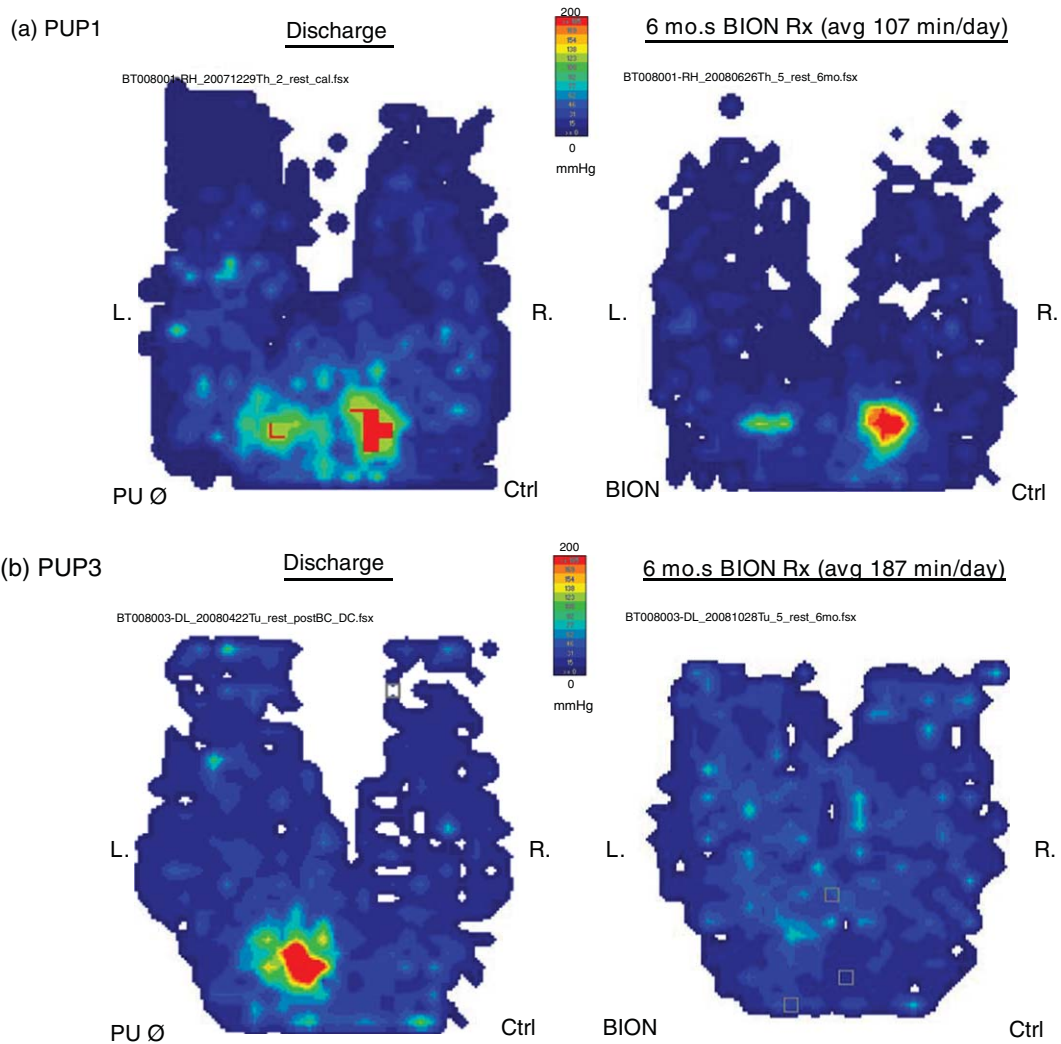 (a) PUP1
Discharge
6 mo.s BION Rx (avg 107 min/day)
BT008001-RH_20071229Th_2_rest_cal.fsx
200
0
mmHg
BT008001-RH_20080626Th_5_rest_6mo.fsx
L.
R.
L.
R.
PU Ø
Ctrl
BION
Ctrl
(b) PUP3
Discharge
6 mo.s BION Rx (avg 187 min/day)
BT008003-DL_20080422Tu_rest_postBC_DC.fsx
200
0
mmHg
BT008003-DL_20081028Tu_5_rest_6mo.fsx
L.
R.
L.
R.
PU Ø
Ctrl
BION
Ctrl